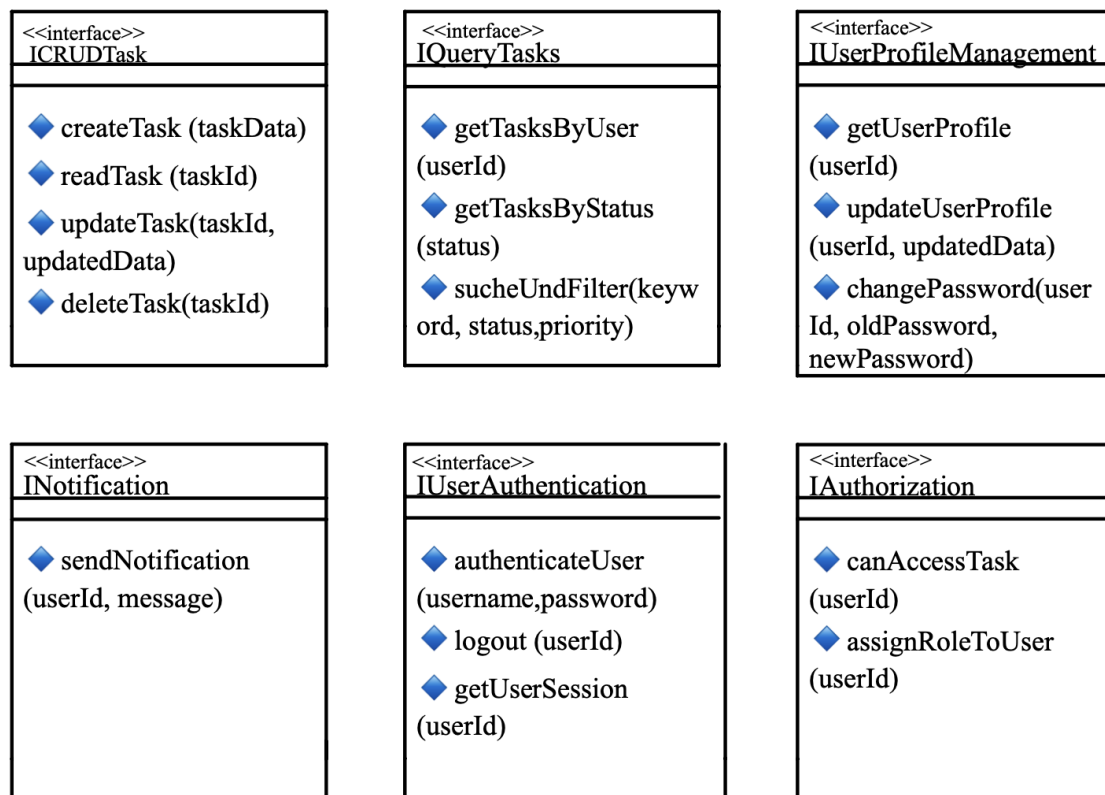 <<interface>>
ICRUDTask
createTask (taskData)
readTask (taskId)
updateTask(taskId,
updatedData)
deleteTask(taskId)
<<interface>>
IQueryTasks
getTasksByUser
(userId)
getTasksByStatus
(status)
sucheUndFilter(keyw
ord, status,priority)
<<interface>>
IUserProfileManagement
getUserProfile
(userId)
updateUserProfile
(userId, updatedData)
changePassword(user
Id, oldPassword,
newPassword)
<<interface>>
INotification
sendNotification
(userId, message)
<<interface>>
IUserAuthentication
authenticateUser
(username,password)
logout (userId)
getUserSession
(userId)
<<interface>>
IAuthorization
canAccessTask
(userId)
assignRoleToUser
(userId)